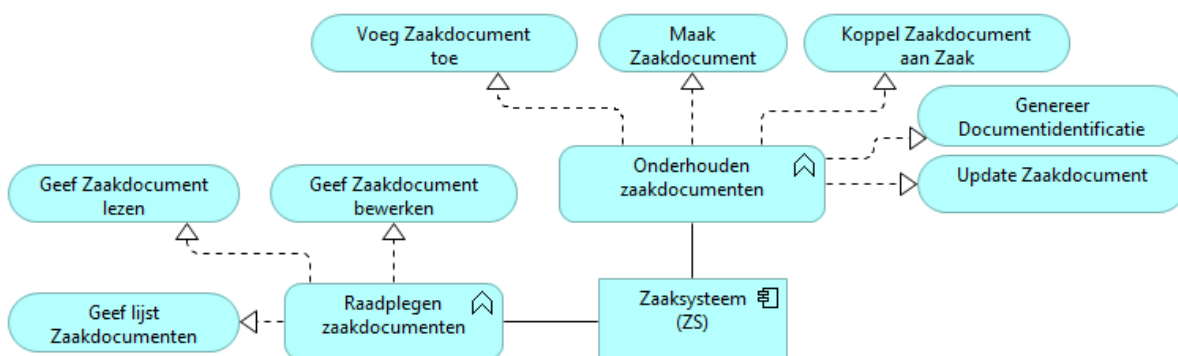 Voeg Zaakdocument
toe
Maak
Zaakdocument
Koppel Zaakdocument
aan Zaak
Genereer
Documentidentificatie
Onderhouden
zaakdocumenten
Update Zaakdocument
Geef Zaakdocument
lezen
Geef Zaakdocument
bewerken
Geef lijst
Zaakdocumenten
Raadplegen
zaakdocumenten
Zaaksysteem
(ZS)